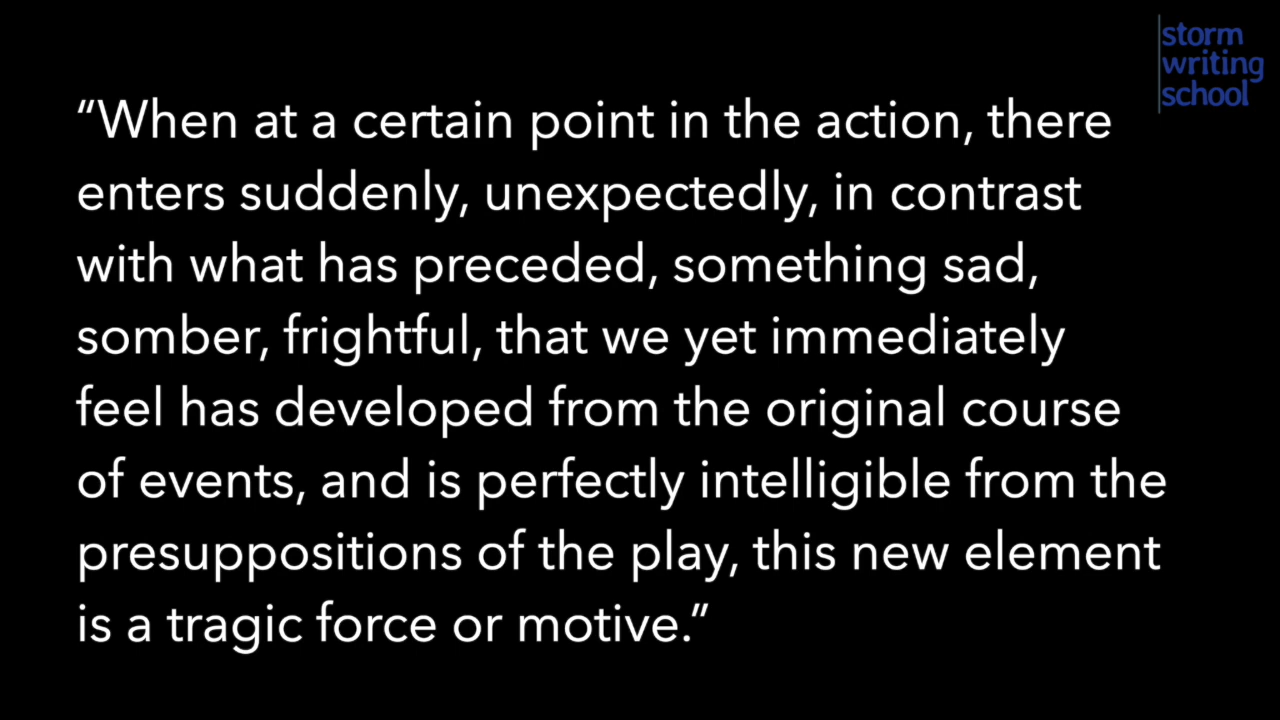 storm
writing
school
“When at a certain point in the action, there
enters suddenly, unexpectedly, in contrast
with what has preceded, something sad,
somber, frightful, that we yet immediately
feel has developed from the original course
of events, and is perfectly intelligible from the
presuppositions of the play, this new element
is a tragic force or motive.”